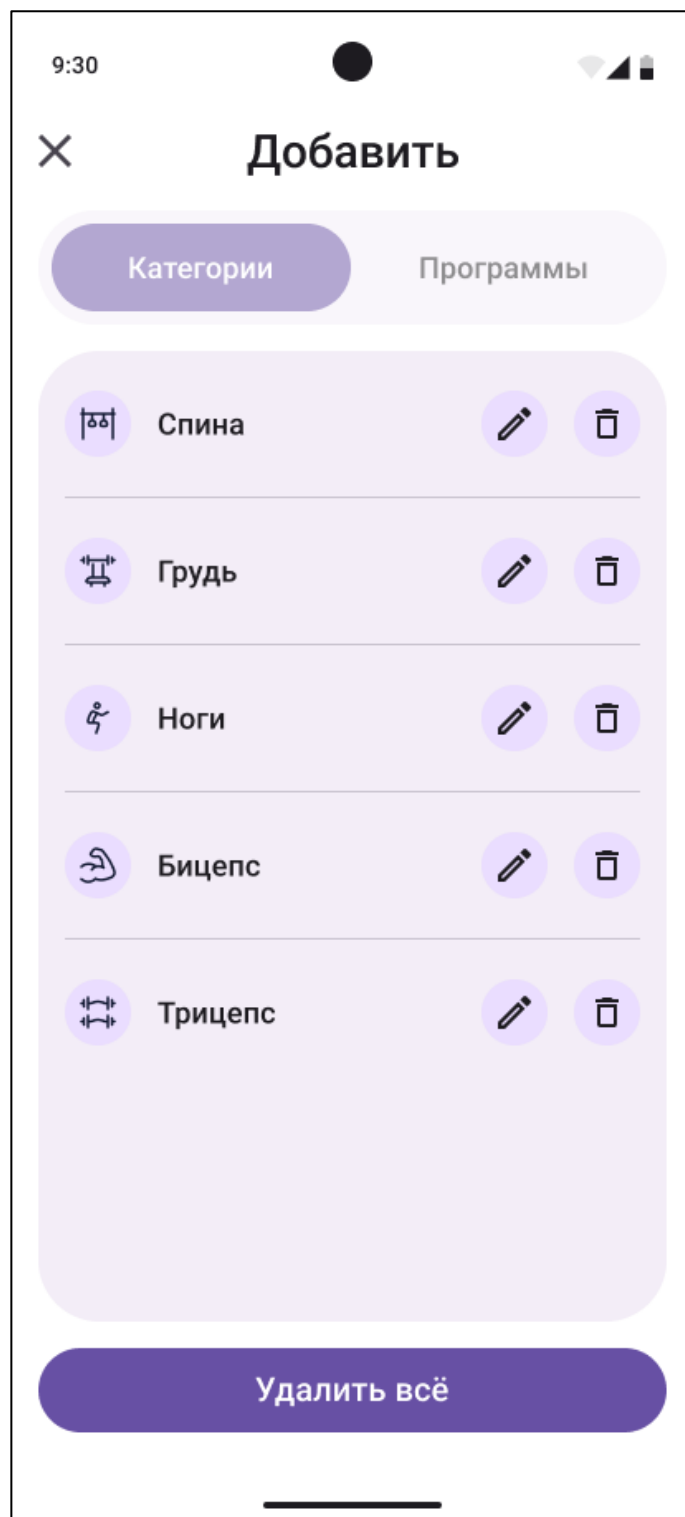 9:30
Добавить
Категории Программы
Спина
Грудь
Ноги
Бицепс
Трицепс
Удалить всё